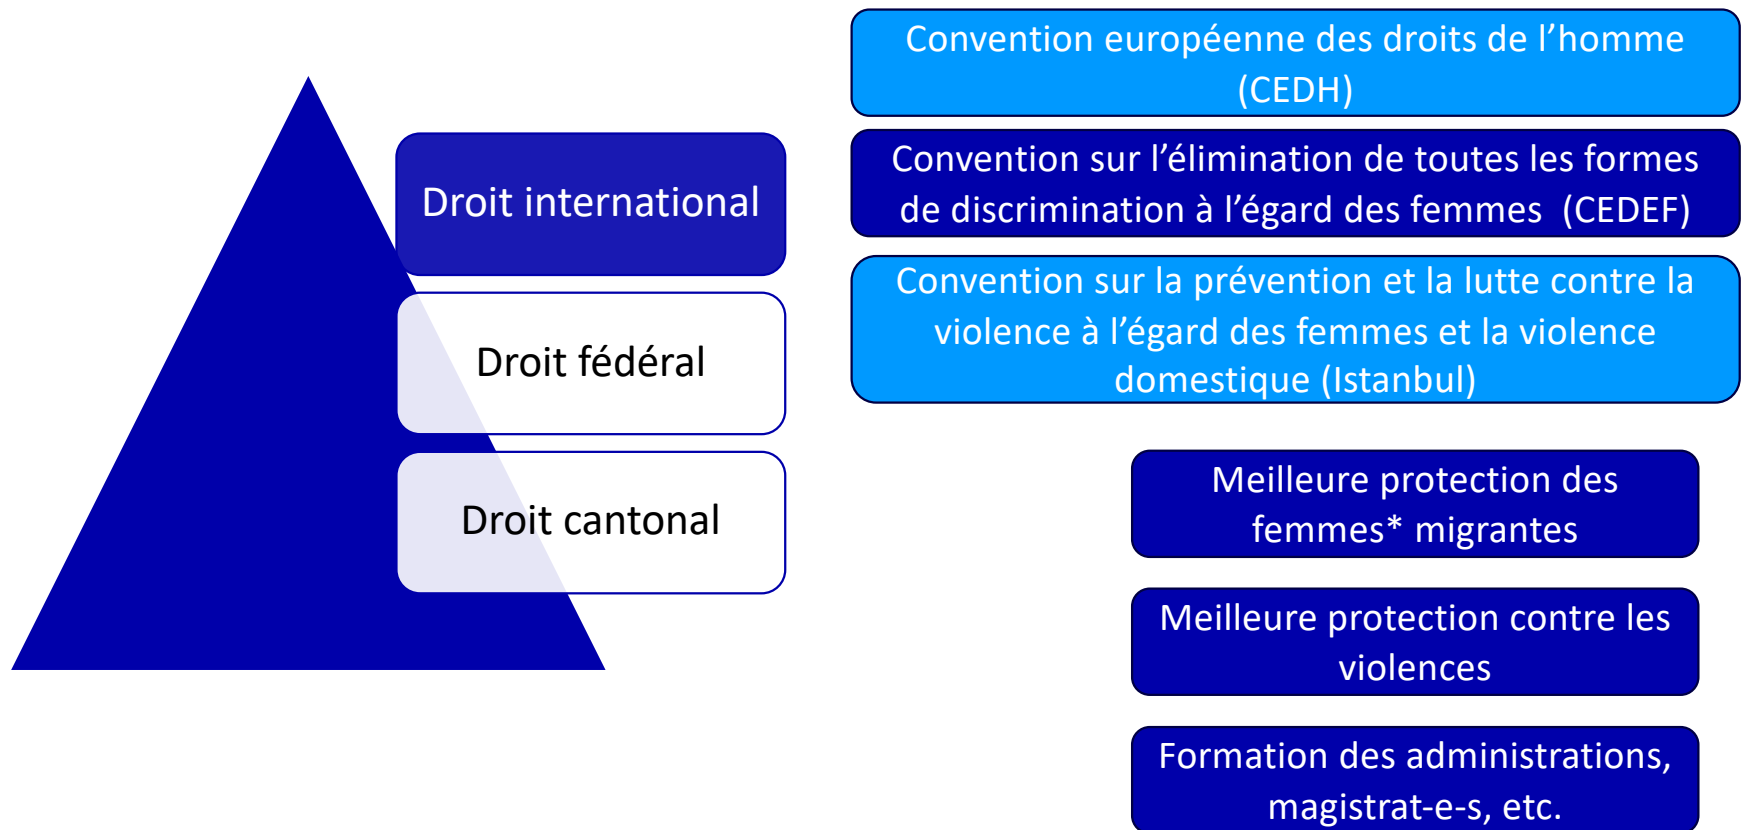 Droit international
Droit fédéral
Droit cantonal
Convention européenne des droits de l’homme
(CEDH)
Convention sur l’élimination de toutes les formes
de discrimination à l’égard des femmes  (CEDEF)
Convention sur la prévention et la lutte contre la
violence à l’égard des femmes et la violence
domestique (Istanbul)
Meilleure protection des
femmes* migrantes
Meilleure protection contre les
violences
Formation des administrations,
magistrat-e-s, etc.